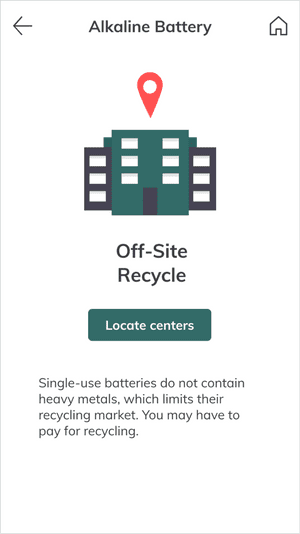 Alkaline Battery
Off-Site
Recycle
Locate centers
Single-use batteries do not contain
heavy metals, which limits their
recycling market. You may have to
pay for recycling.